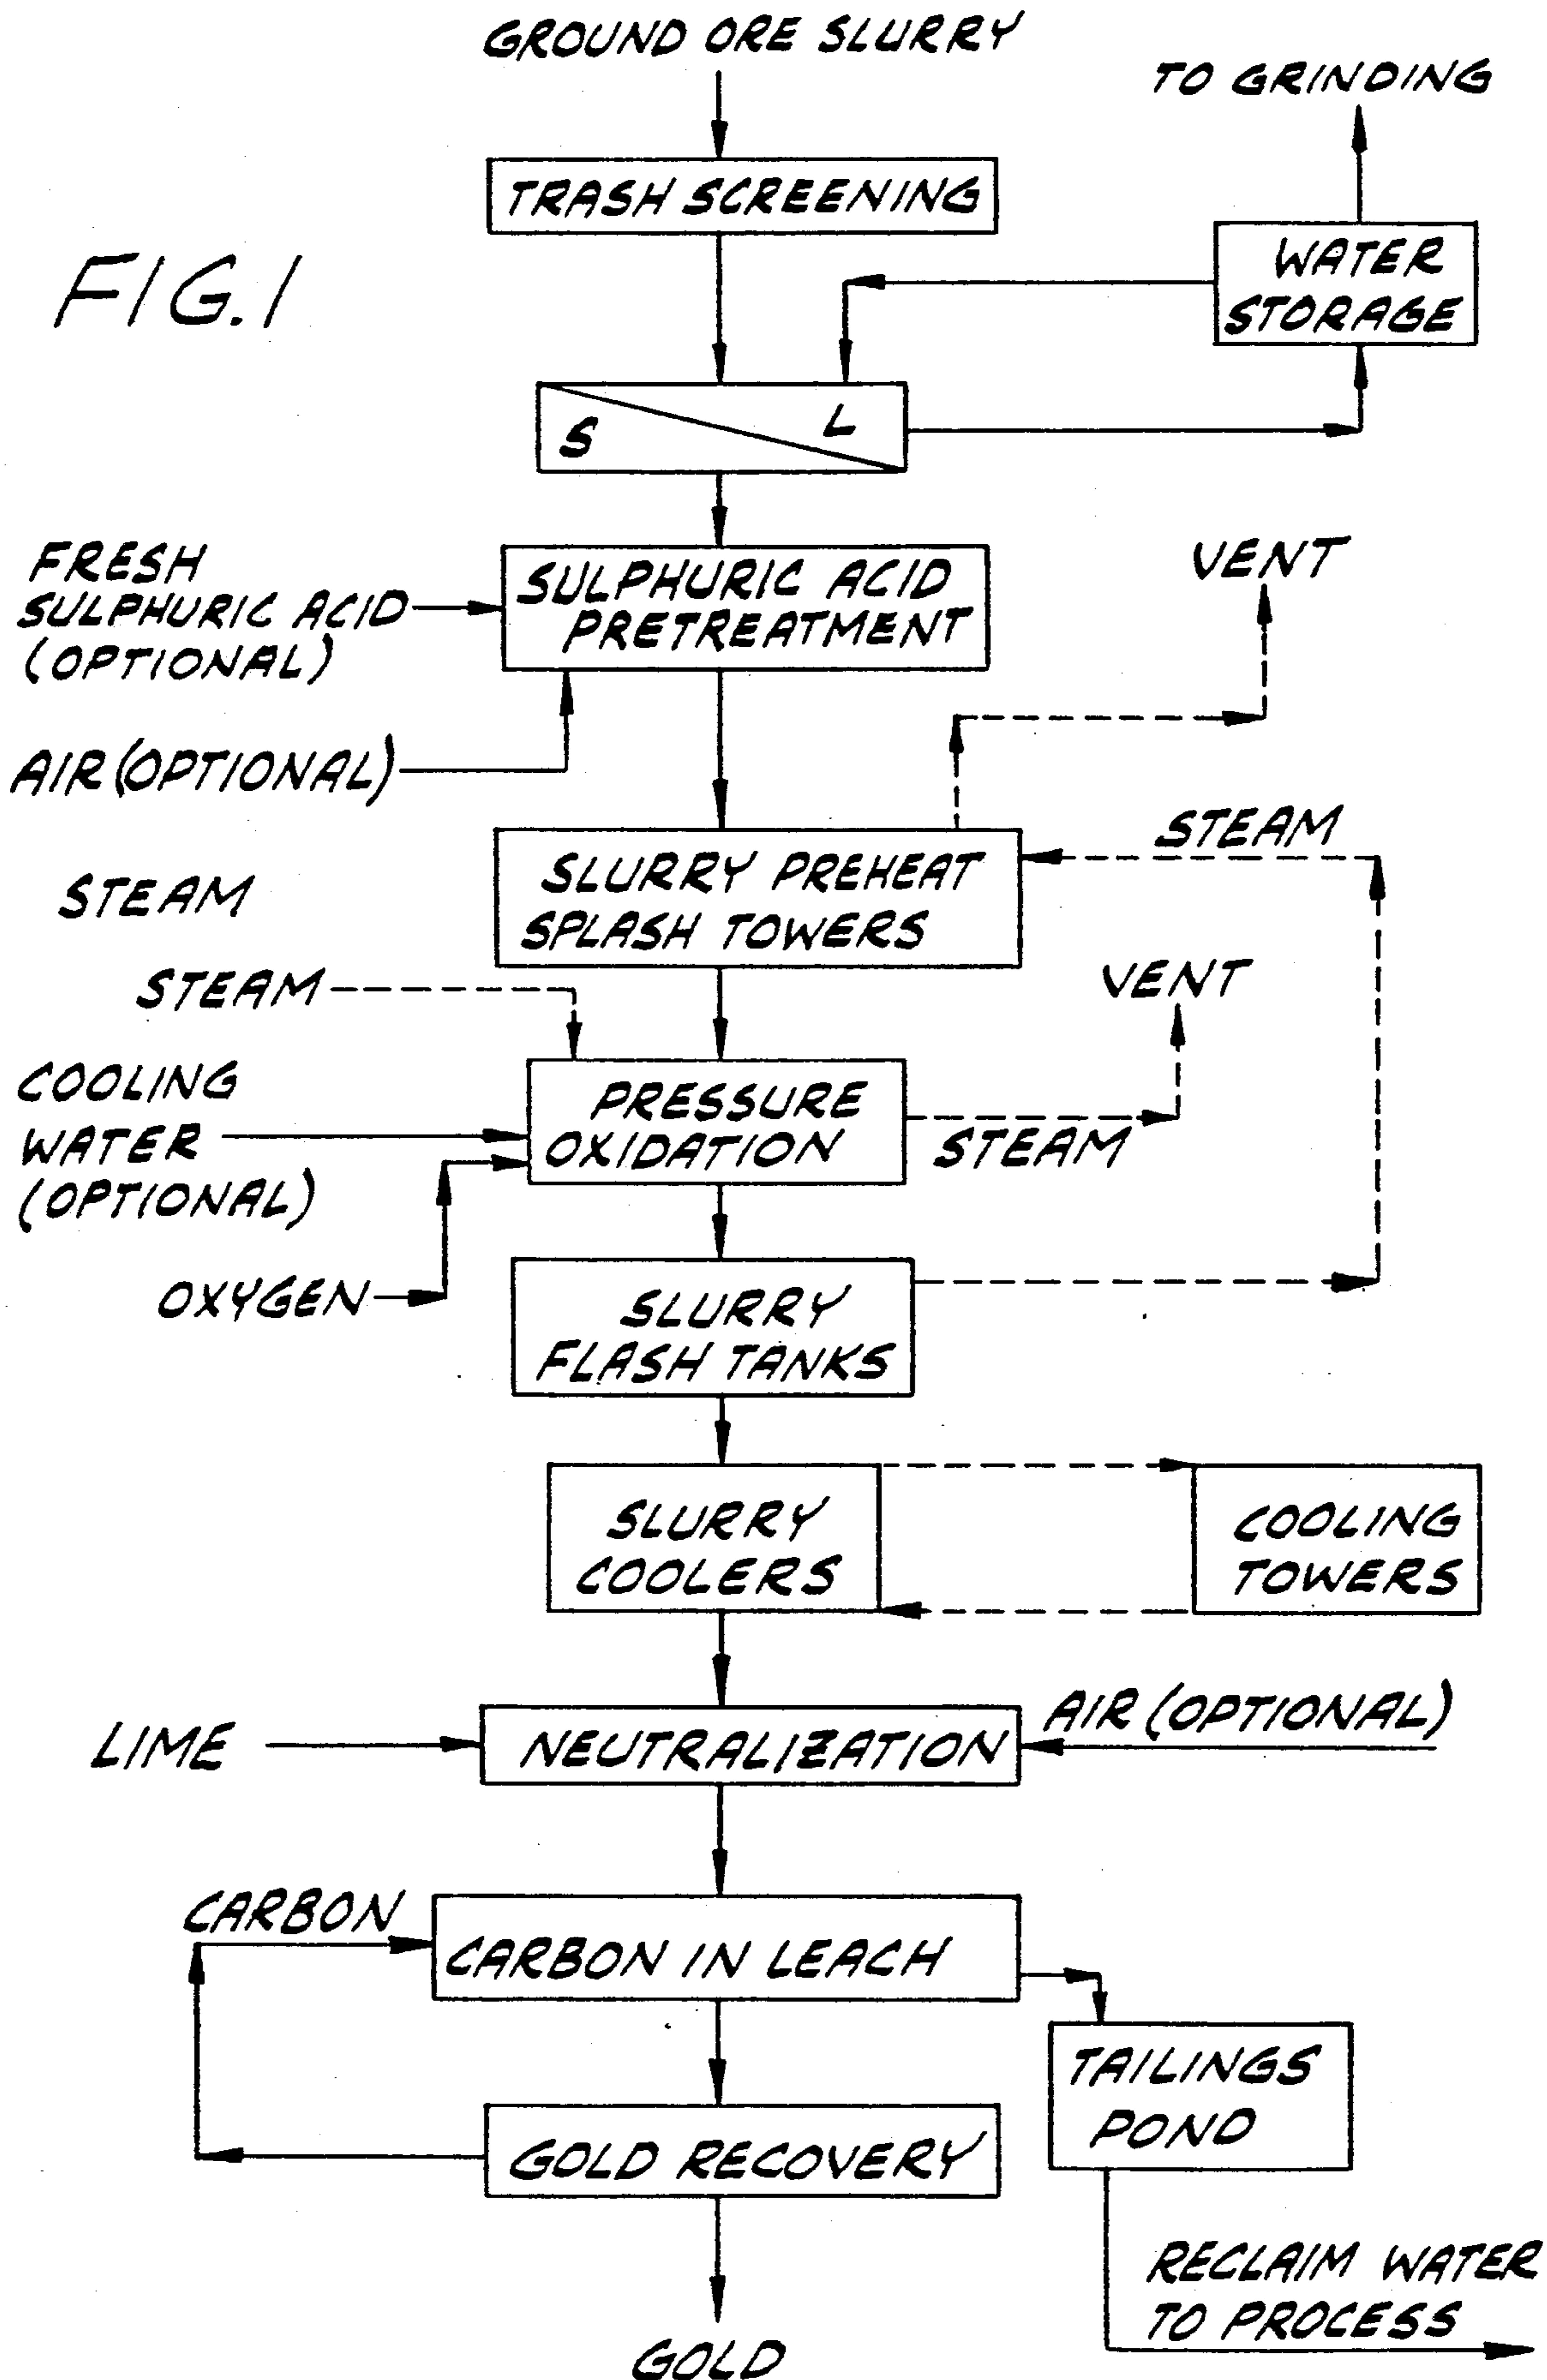 GROUND ORE SLURRY
TO GRINDING
TRASH SCREENING
WATER
STORAGE
FIG. 1
S
L
FRESH
SULPHURIC ACID
(OPTIONAL)
SULPHURIC ACID
PRETREATMENT
VENT
AIR (OPTIONAL)
STEAM
SLURRY PREHEAT
SPLASH TOWERS
STEAM
STEAM
VENT
COOLING
WATER
(OPTIONAL)
PRESSURE
OXIDATION
STEAM
OXYGEN
SLURRY
FLASH TANKS
SLURRY
COOLERS
COOLING
TOWERS
LIME
NEUTRALIZATION
AIR (OPTIONAL)
CARBON
CARBON IN LEACH
TAILINGS
POND
GOLD RECOVERY
RECLAIM WATER
TO PROCESS
GOLD